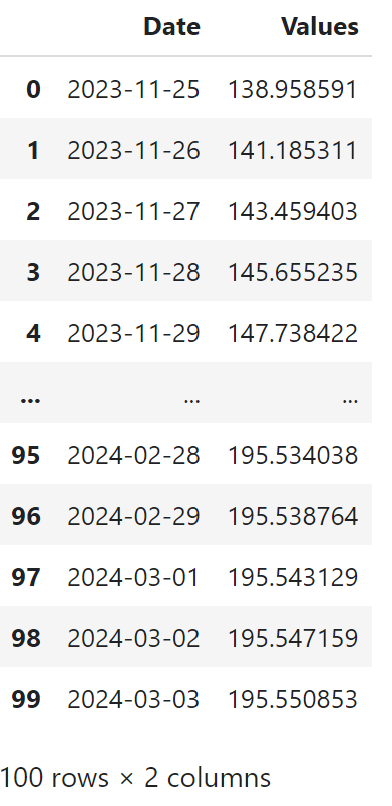 Date Values
0 2023-11-25 138.958591
1 2023-11-26 141.185311
2 2023-11-27 143.459403
3 2023-11-28 145.655235
4 2023-11-29 147.738422
... ... ...
95 2024-02-28 195.534038
96 2024-02-29 195.538764
97 2024-03-01 195.543129
98 2024-03-02 195.547159
99 2024-03-03 195.550853
100 rows × 2 columns